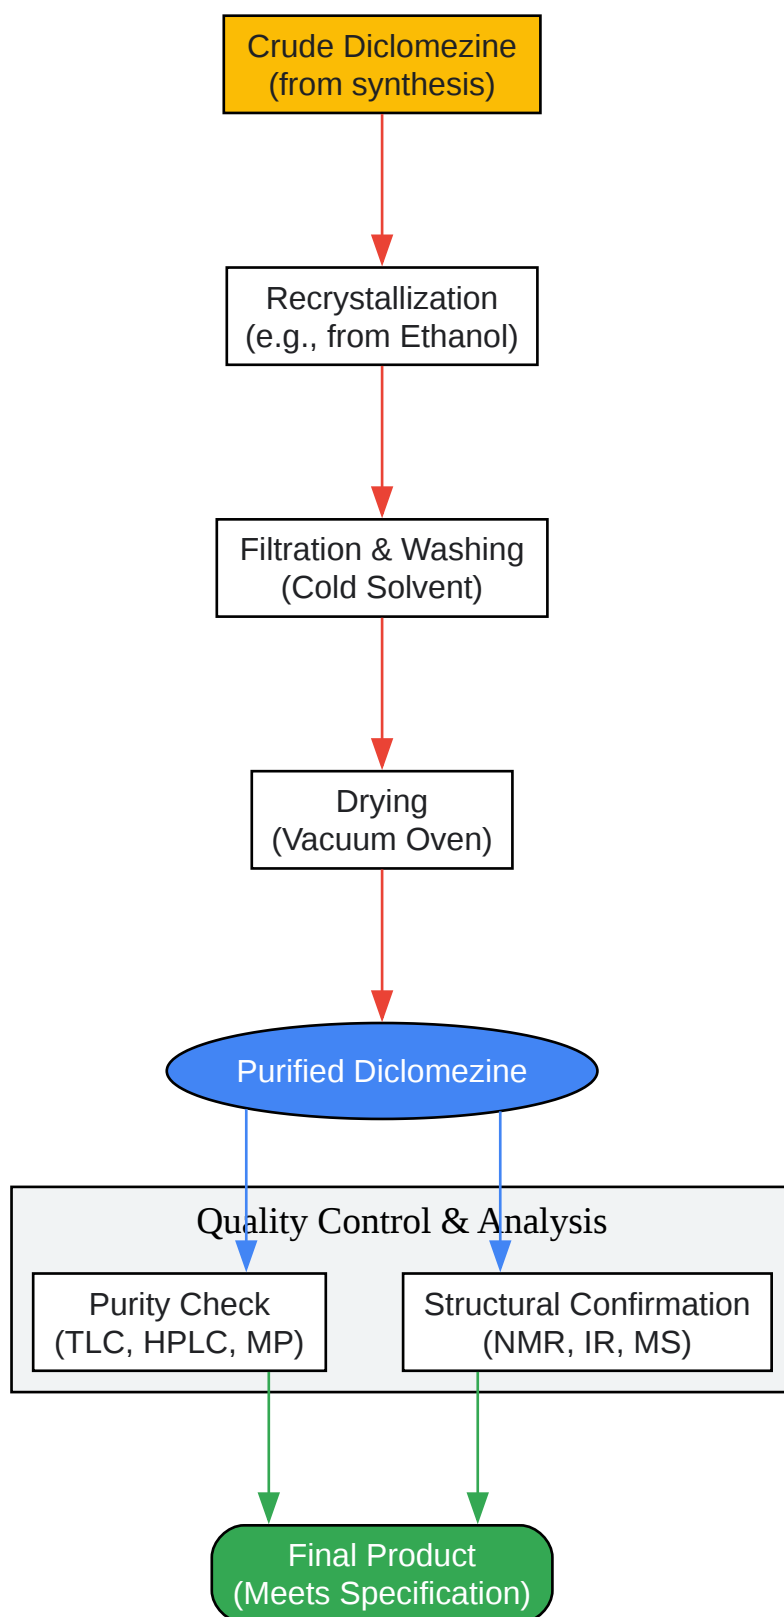 Crude Diclomezine
(from synthesis)
Recrystallization
(e.g., from Ethanol)
Filtration & Washing
(Cold Solvent)
Drying
(Vacuum Oven)
Purified Diclomezine
Quality Control & Analysis
Purity Check
(TLC, HPLC, MP)
Structural Confirmation
(NMR, IR, MS)
Final Product
(Meets Specification)